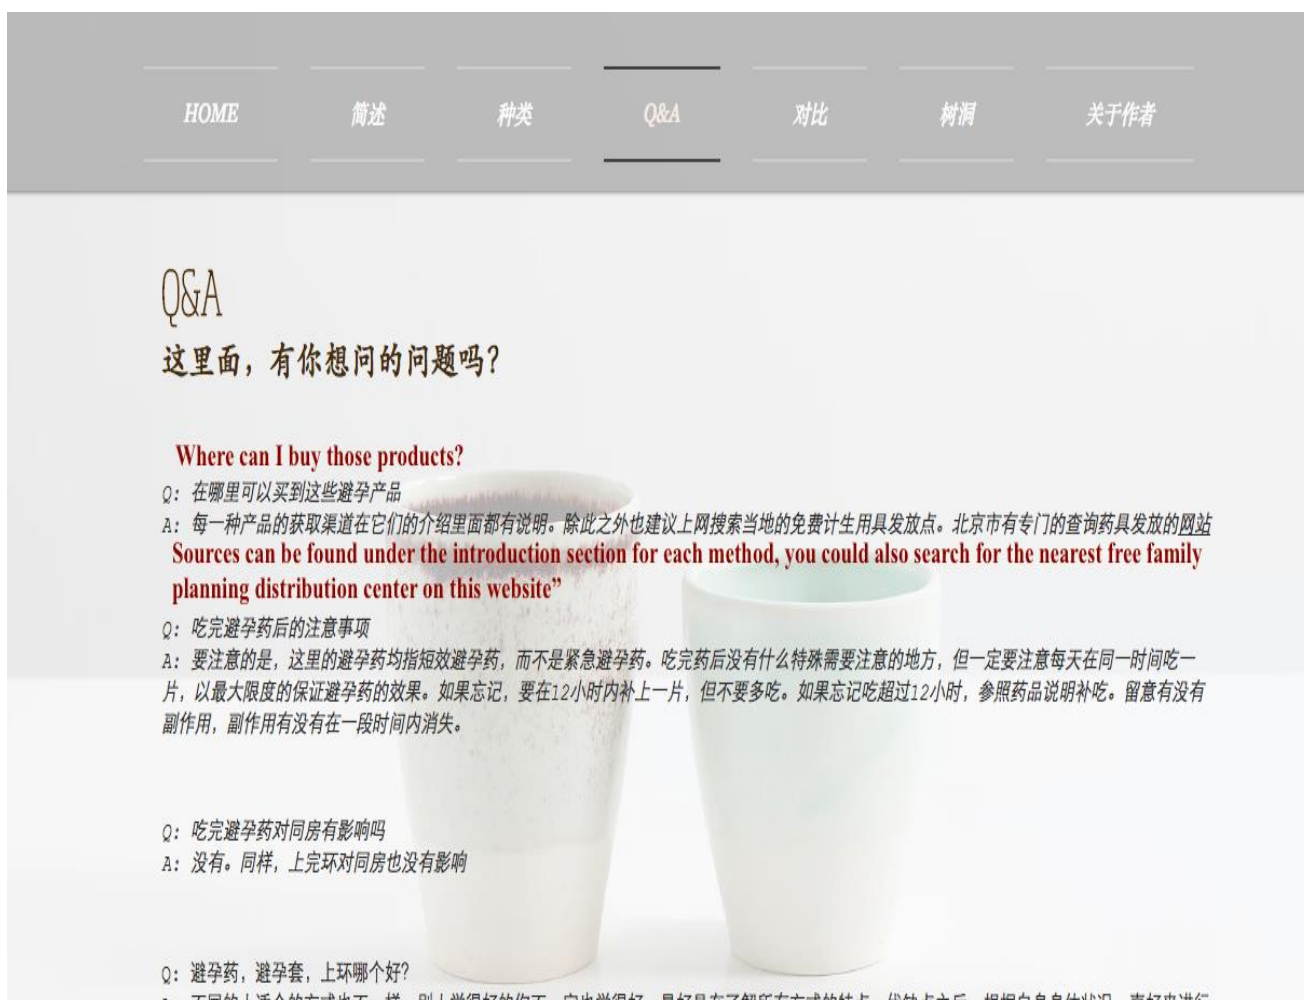 HOME 简述 种类 Q&A 对比 树洞 关于作者
Q&A
这里面，有你想问的问题吗？
Where can I buy those products?
Q: 在哪里可以买到这些避孕产品
A: 每一种产品的获取渠道在它们的介绍里面都有说明。除此之外也建议上网搜索当地的免费计生用具发放点。北京市有专门的查询药具发放的网站
Sources can be found under the introduction section for each method, you could also search for the nearest free family
planning distribution center on this website”
Q: 吃完避孕药后的注意事项
A: 要注意的是，这里的避孕药均指短效避孕药，而不是紧急避孕药。吃完药后没有什么特殊需要注意的地方，但一定要注意每天在同一时间吃一
片，以最大限度的保证避孕药的效果。如果忘记，要在12小时内补上一片，但不要多吃。如果忘记吃超过12小时，参照药品说明补吃。留意有没有
副作用，副作用有没有在一段时间内消失。
Q: 吃完避孕药对同房有影响吗
A: 没有。同样，上完环对同房也没有影响
Q: 避孕药，避孕套，上环哪个好?